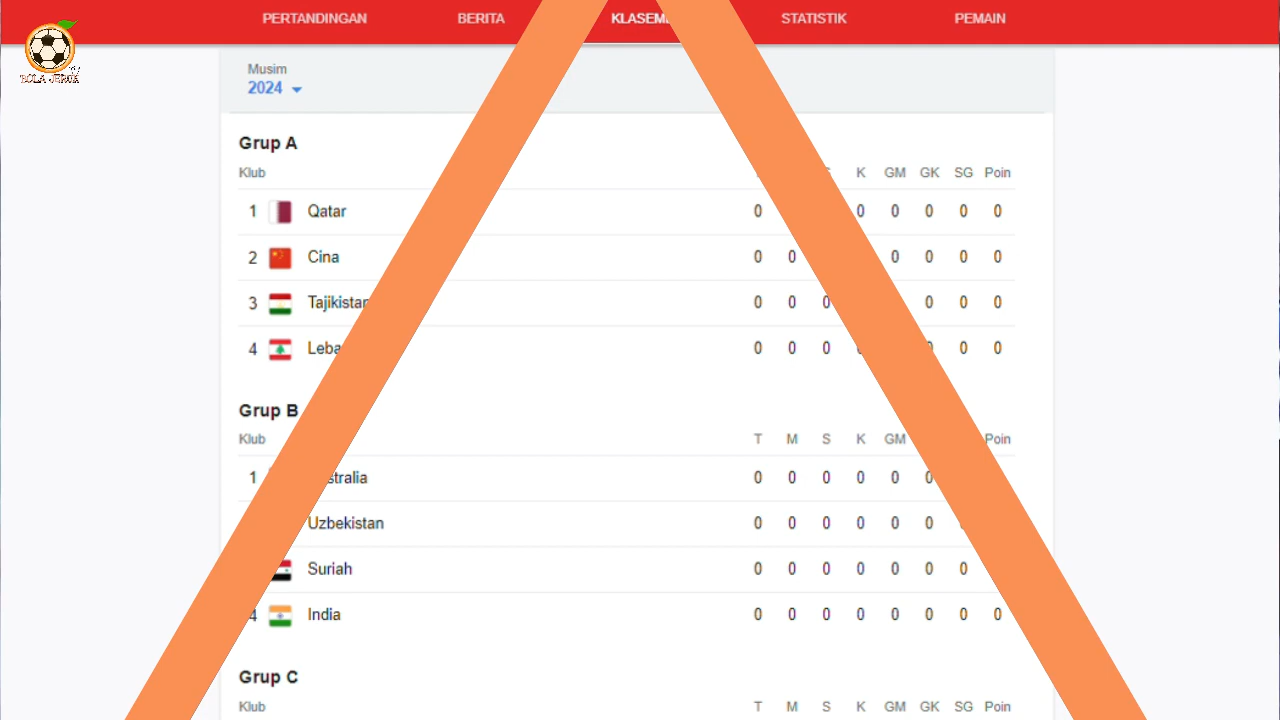 PERTANDINGAN BERITA KLASEM STATISTIK PEMAIN
BOLA JERUK
Musim
2024
Grup A
Klub K GM GK SG Poin
1 Qatar 0 0 0 0 0 0
2 Cina 0 0 0 0 0 0
3 Tajikistan 0 0 0 0 0 0
4 Leba 0 0 0 0 0
Grup B
Klub T M S K GM Poin
1 stralia 0 0 0 0 0 0
Uzbekistan 0 0 0 0 0 0
Suriah 0 0 0 0 0 0 0
4 India 0 0 0 0 0 0 0 0
Grup C
Klub T M S K GM GK SG Poin